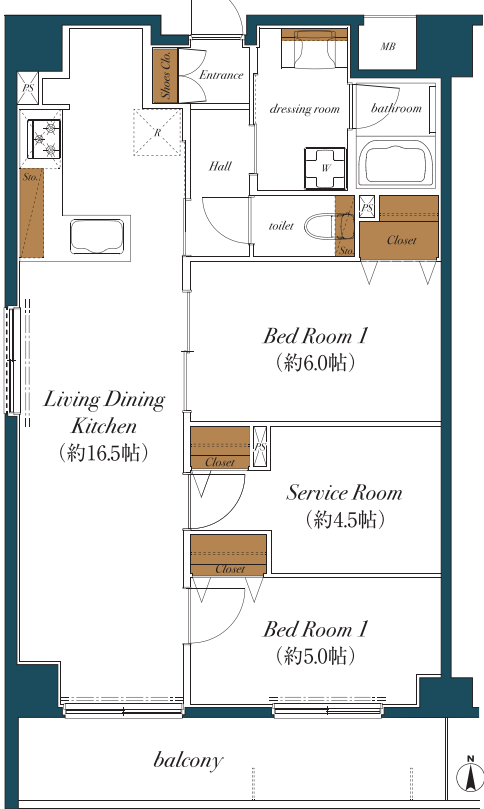 MB
PS
Shoes Clo.
Entrance
dressing room
bathroom
R
Hall
W
Sto.
toilet
Sto.
PS
Closet
Bed Room 1
(約6.0帖)
Living Dining
Kitchen
(約16.5帖)
Closet
PS
Service Room
(約4.5帖)
Closet
Bed Room 1
(約5.0帖)
balcony
N